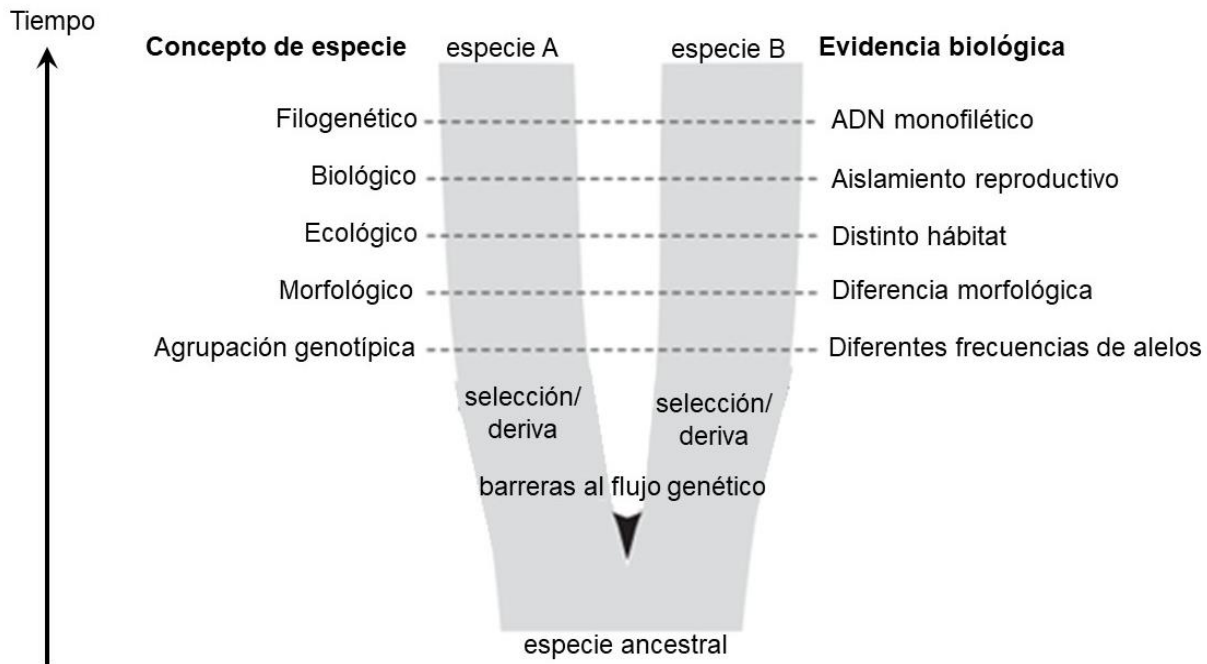 Tiempo
Concepto de especie especie A especie B Evidencia biológica
Filogenético ADN monofilético
Biológico Aislamiento reproductivo
Ecológico Distinto hábitat
Morfológico Diferencia morfológica
Agrupación genotípica Diferentes frecuencias de alelos
selección/ selección/
deriva deriva
barreras al flujo genético
especie ancestral